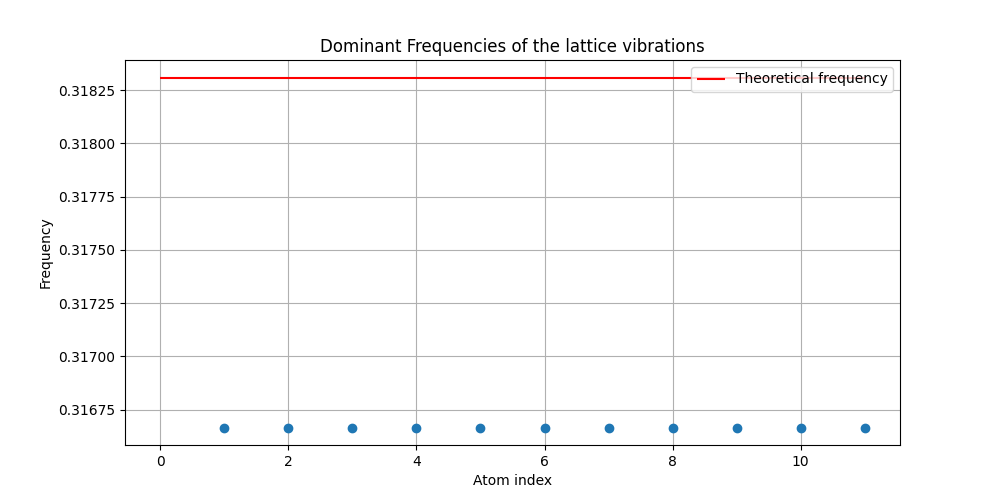 Dominant Frequencies of the lattice vibrations
Theoretical frequency
0.31825
0.31800
0.31775
0.31750
0.31725
0.31700
0.31675
Frequency
0 2 4 6 8 10
Atom index